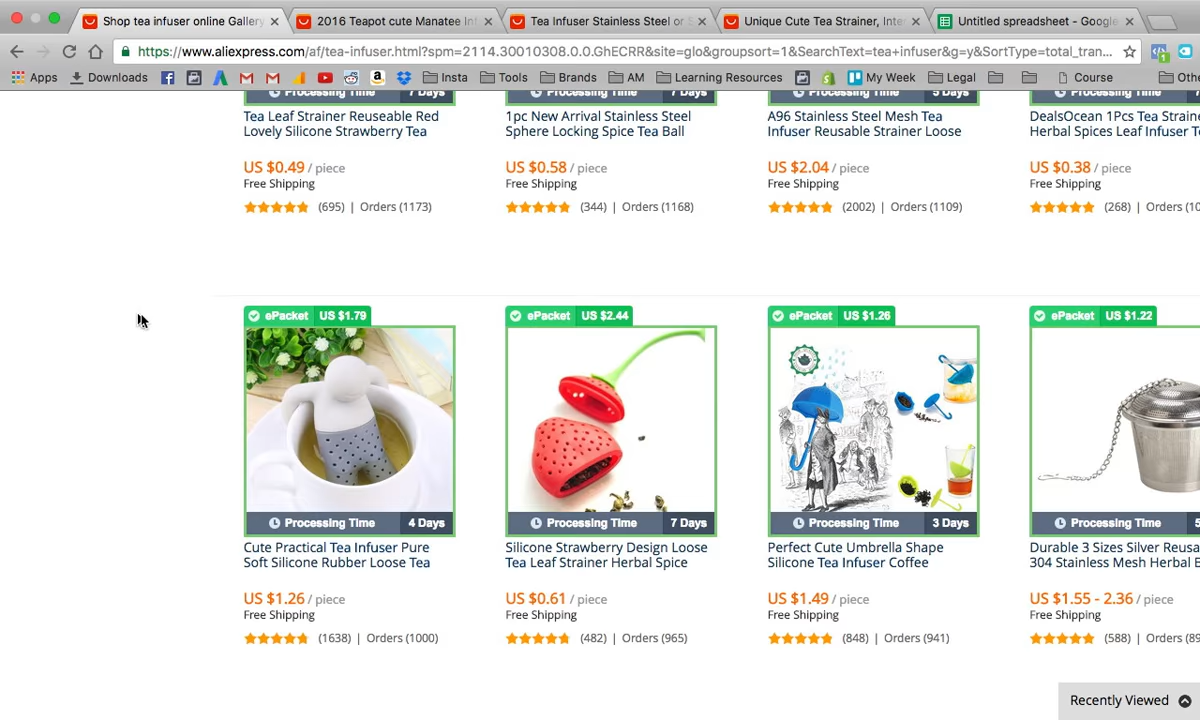 Shop tea infuser online Gallery
2016 Teapot cute Manatee Inf
Tea Infuser Stainless Steel or S
Unique Cute Tea Strainer, Inte
Untitled spreadsheet - Google
https://www.aliexpress.com/af/tea-infuser.html?spm=2114.30010308.0.0.GhECRR&site=glo&groupsort=1&SearchText=tea+infuser&g=y&SortType=total_tran...
Apps Downloads Insta Tools Brands AM Learning Resources My Week Legal Course Othe
Processing Time 7 Days
Processing Time 7 Days
Processing Time 5 Days
Processing Time
Tea Leaf Strainer Reuseable Red
Lovely Silicone Strawberry Tea
US $0.49 / piece
Free Shipping
(695) | Orders (1173)
1pc New Arrival Stainless Steel
Sphere Locking Spice Tea Ball
US $0.58 / piece
Free Shipping
(344) | Orders (1168)
A96 Stainless Steel Mesh Tea
Infuser Reusable Strainer Loose
US $2.04 / piece
Free Shipping
(2002) | Orders (1109)
DealsOcean 1Pcs Tea Straine
Herbal Spices Leaf Infuser T
US $0.38 / piece
Free Shipping
(268) | Orders (10
ePacket US $1.79
Processing Time 4 Days
Cute Practical Tea Infuser Pure
Soft Silicone Rubber Loose Tea
US $1.26 / piece
Free Shipping
(1638) | Orders (1000)
ePacket US $2.44
Processing Time 7 Days
Silicone Strawberry Design Loose
Tea Leaf Strainer Herbal Spice
US $0.61 / piece
Free Shipping
(482) | Orders (965)
ePacket US $1.26
Processing Time 3 Days
Perfect Cute Umbrella Shape
Silicone Tea Infuser Coffee
US $1.49 / piece
Free Shipping
(848) | Orders (941)
ePacket US $1.22
Processing Time 5
Durable 3 Sizes Silver Reusa
304 Stainless Mesh Herbal B
US $1.55 - 2.36 / piece
Free Shipping
(588) | Orders (89
Recently Viewed